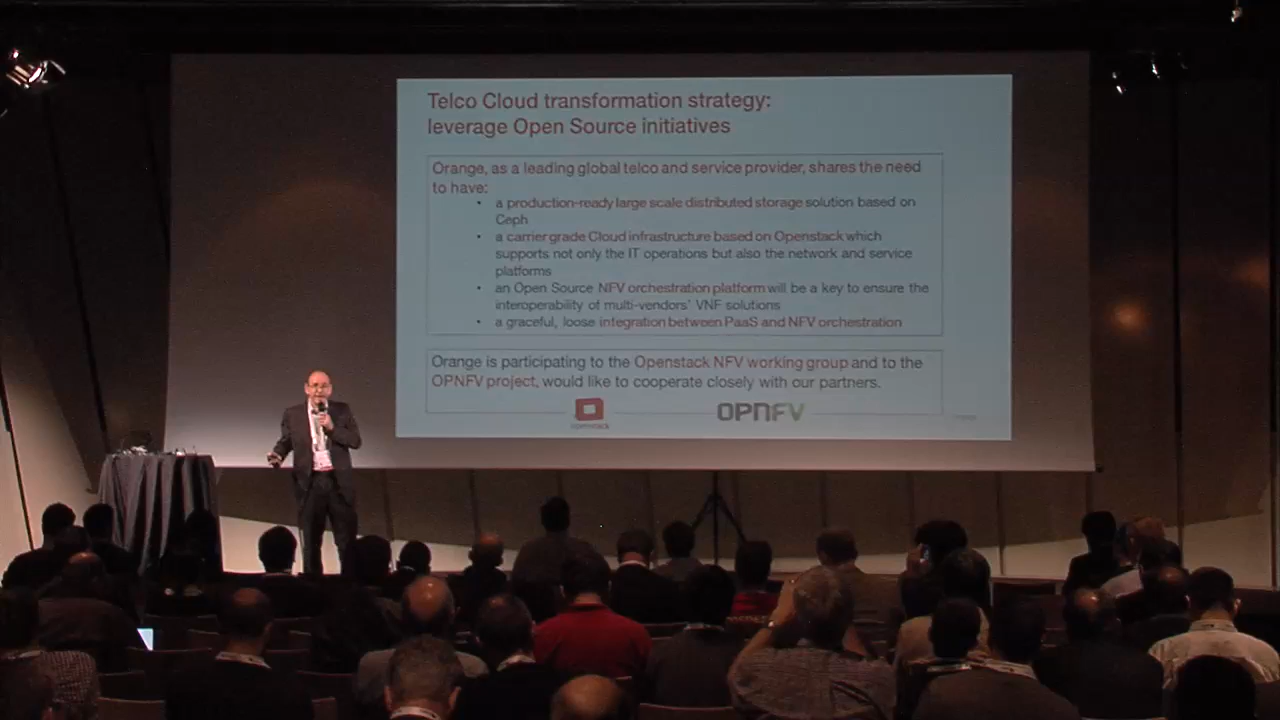 Telco Cloud transformation strategy:
leverage Open Source initiatives
Orange, as a leading global telco and service provider, shares the need
to have:
• a production-ready large scale distributed storage solution based on
Ceph
• a carrier grade Cloud infrastructure based on Openstack which
supports not only the IT operations but also the network and service
platforms
• an Open Source NFV orchestration platform will be a key to ensure the
interoperability of multi-vendors' VNF solutions
• a graceful, loose integration between PaaS and NFV orchestration
Orange is participating to the Openstack NFV working group and to the
OPNFV project, would like to cooperate closely with our partners.
openstack
OPNFV